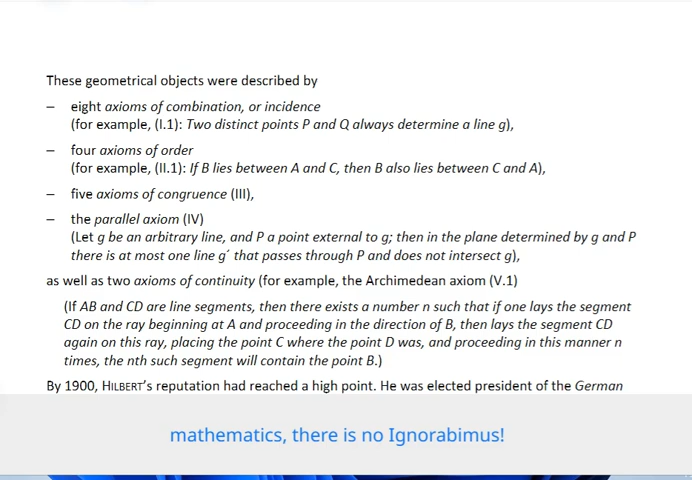 These geometrical objects were described by
– eight axioms of combination, or incidence
(for example, (I.1): Two distinct points P and Q always determine a line g),
– four axioms of order
(for example, (II.1): If B lies between A and C, then B also lies between C and A),
– five axioms of congruence (III),
– the parallel axiom (IV)
(Let g be an arbitrary line, and P a point external to g; then in the plane determined by g and P
there is at most one line g´ that passes through P and does not intersect g),
as well as two axioms of continuity (for example, the Archimedean axiom (V.1)
(If AB and CD are line segments, then there exists a number n such that if one lays the segment
CD on the ray beginning at A and proceeding in the direction of B, then lays the segment CD
again on this ray, placing the point C where the point D was, and proceeding in this manner n
times, the nth such segment will contain the point B.)
By 1900, HILBERT's reputation had reached a high point. He was elected president of the German
mathematics, there is no Ignorabimus!